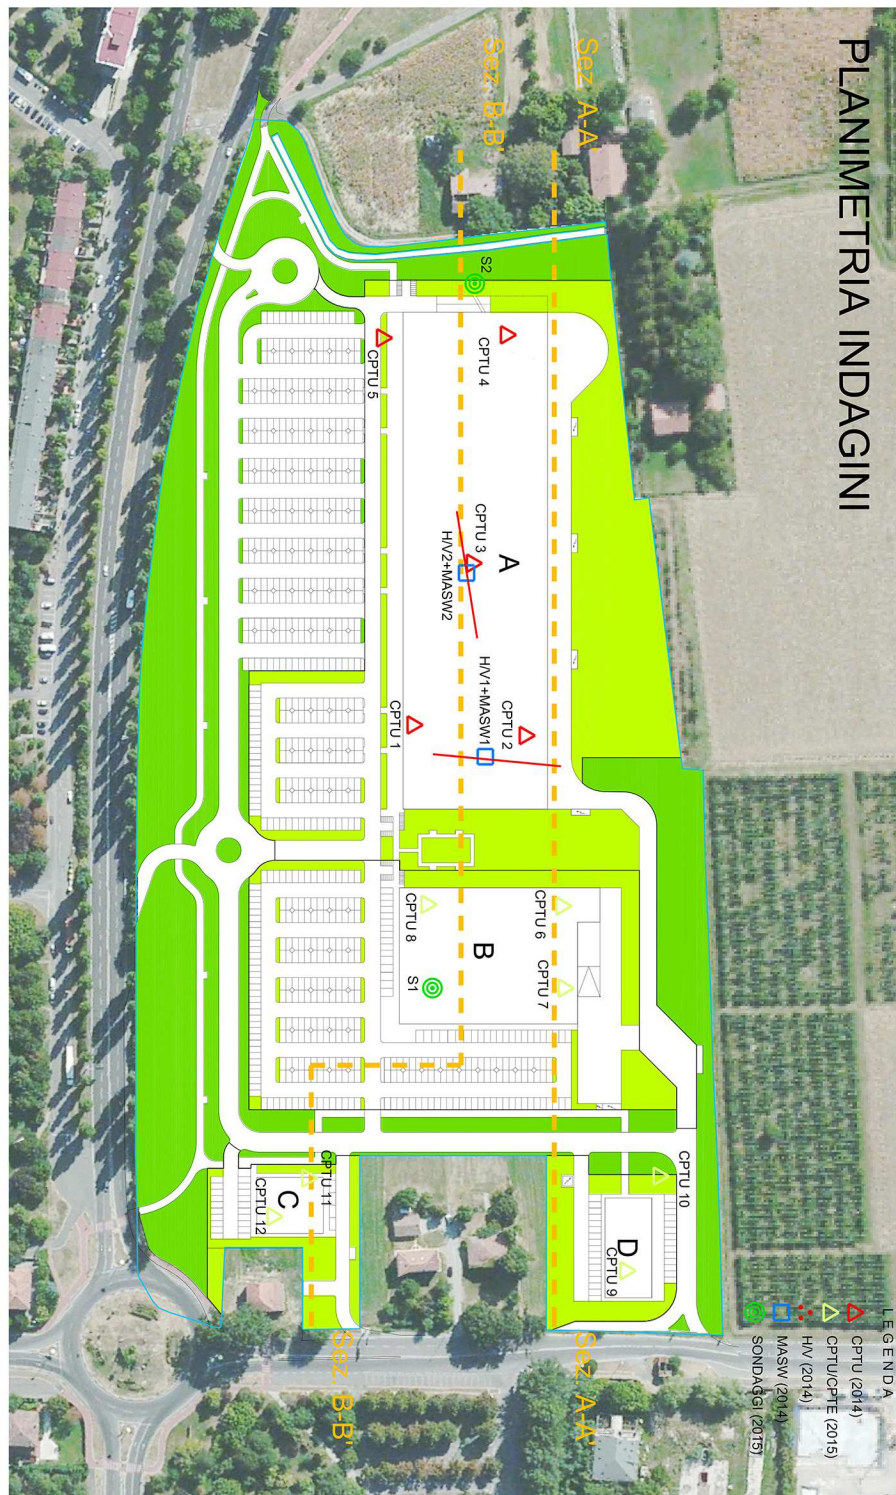 PLANIMETRIA INDAGINI
Sez. A-A'
Sez. B-B'
S2
CPTU 4
CPTU 5
CPTU 3
A
H/V2+MASW2
H/V1+MASW1
CPTU 2
CPTU 1
CPTU 6
CPTU 8
B
CPTU 7
S1
CPTU 10
CPTU 11
C
CPTU 12
D
CPTU 9
Sez. A-A'
Sez. B-B'
LEGENDA
CPTU (2014)
CPTU/CPTE (2015)
H/V (2014)
MASW (2014)
SONDAGGI (2015)